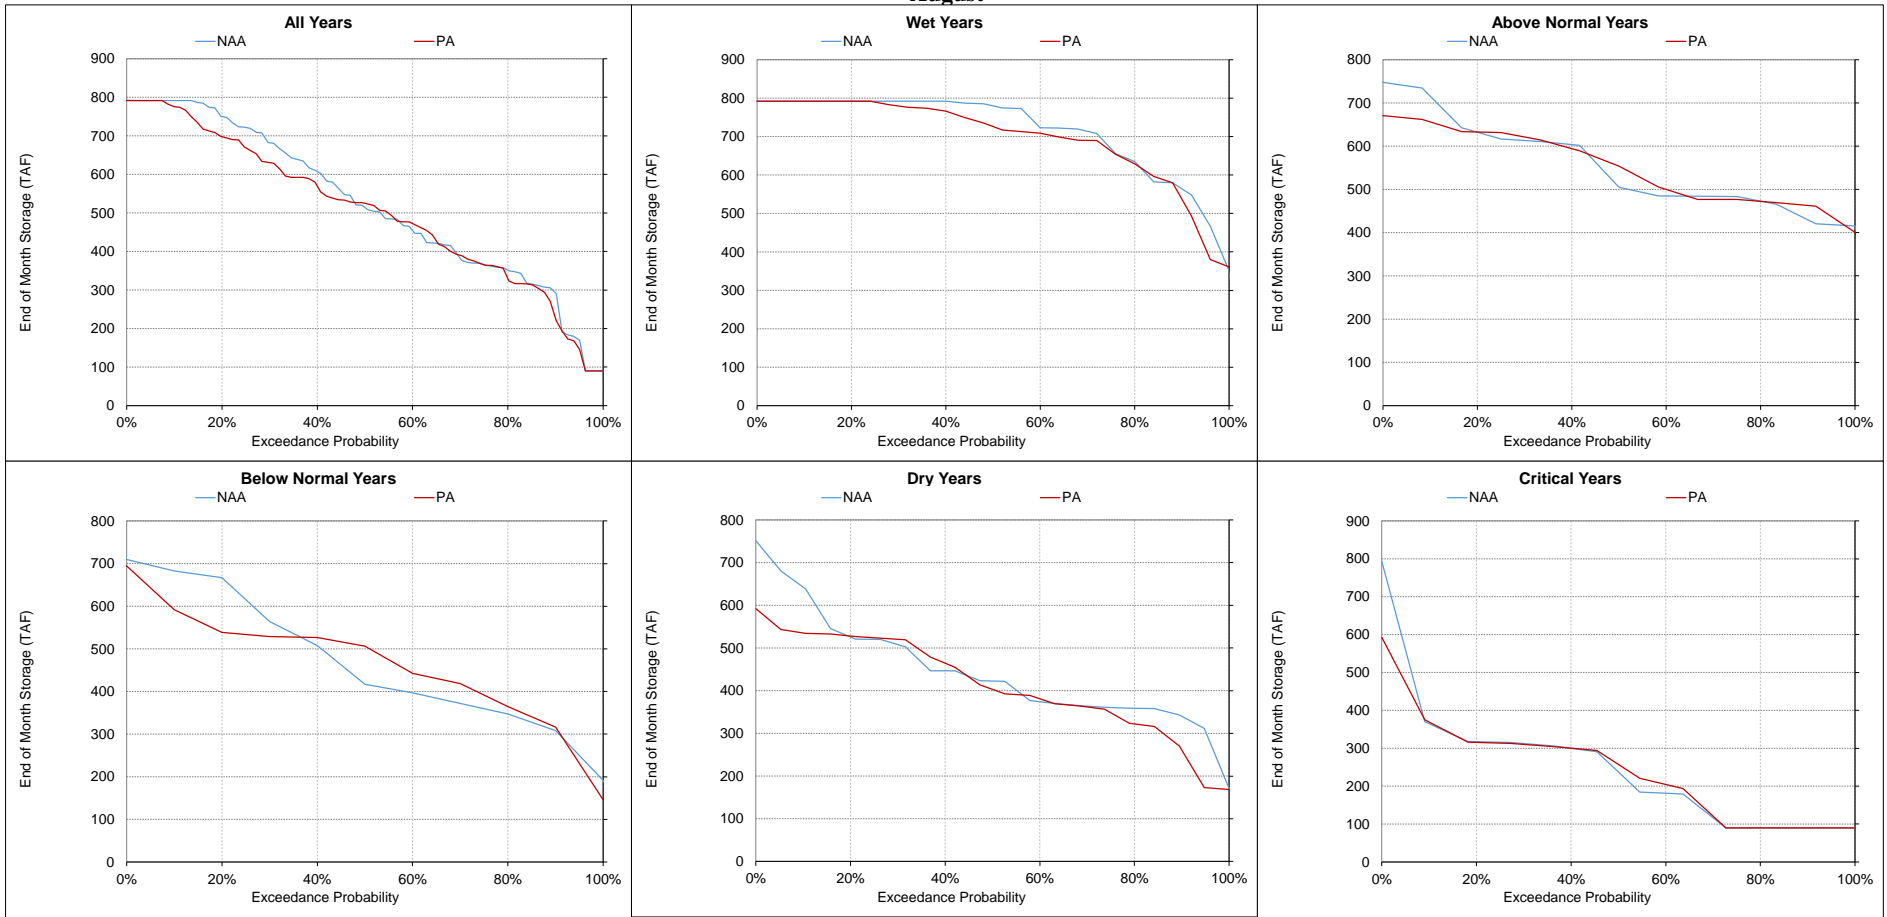 August
All Years
NAA PA
900
800
700
600
500
400
300
200
100
0
End of Month Storage (TAF)
0% 20% 40% 60% 80% 100%
Exceedance Probability
Wet Years
NAA PA
900
800
700
600
500
400
300
200
100
0
End of Month Storage (TAF)
0% 20% 40% 60% 80% 100%
Exceedance Probability
Above Normal Years
NAA PA
800
700
600
500
400
300
200
100
0
End of Month Storage (TAF)
0% 20% 40% 60% 80% 100%
Exceedance Probability
Below Normal Years
NAA PA
800
700
600
500
400
300
200
100
0
End of Month Storage (TAF)
0% 20% 40% 60% 80% 100%
Exceedance Probability
Dry Years
NAA PA
800
700
600
500
400
300
200
100
0
End of Month Storage (TAF)
0% 20% 40% 60% 80% 100%
Exceedance Probability
Critical Years
NAA PA
900
800
700
600
500
400
300
200
100
0
End of Month Storage (TAF)
0% 20% 40% 60% 80% 100%
Exceedance Probability